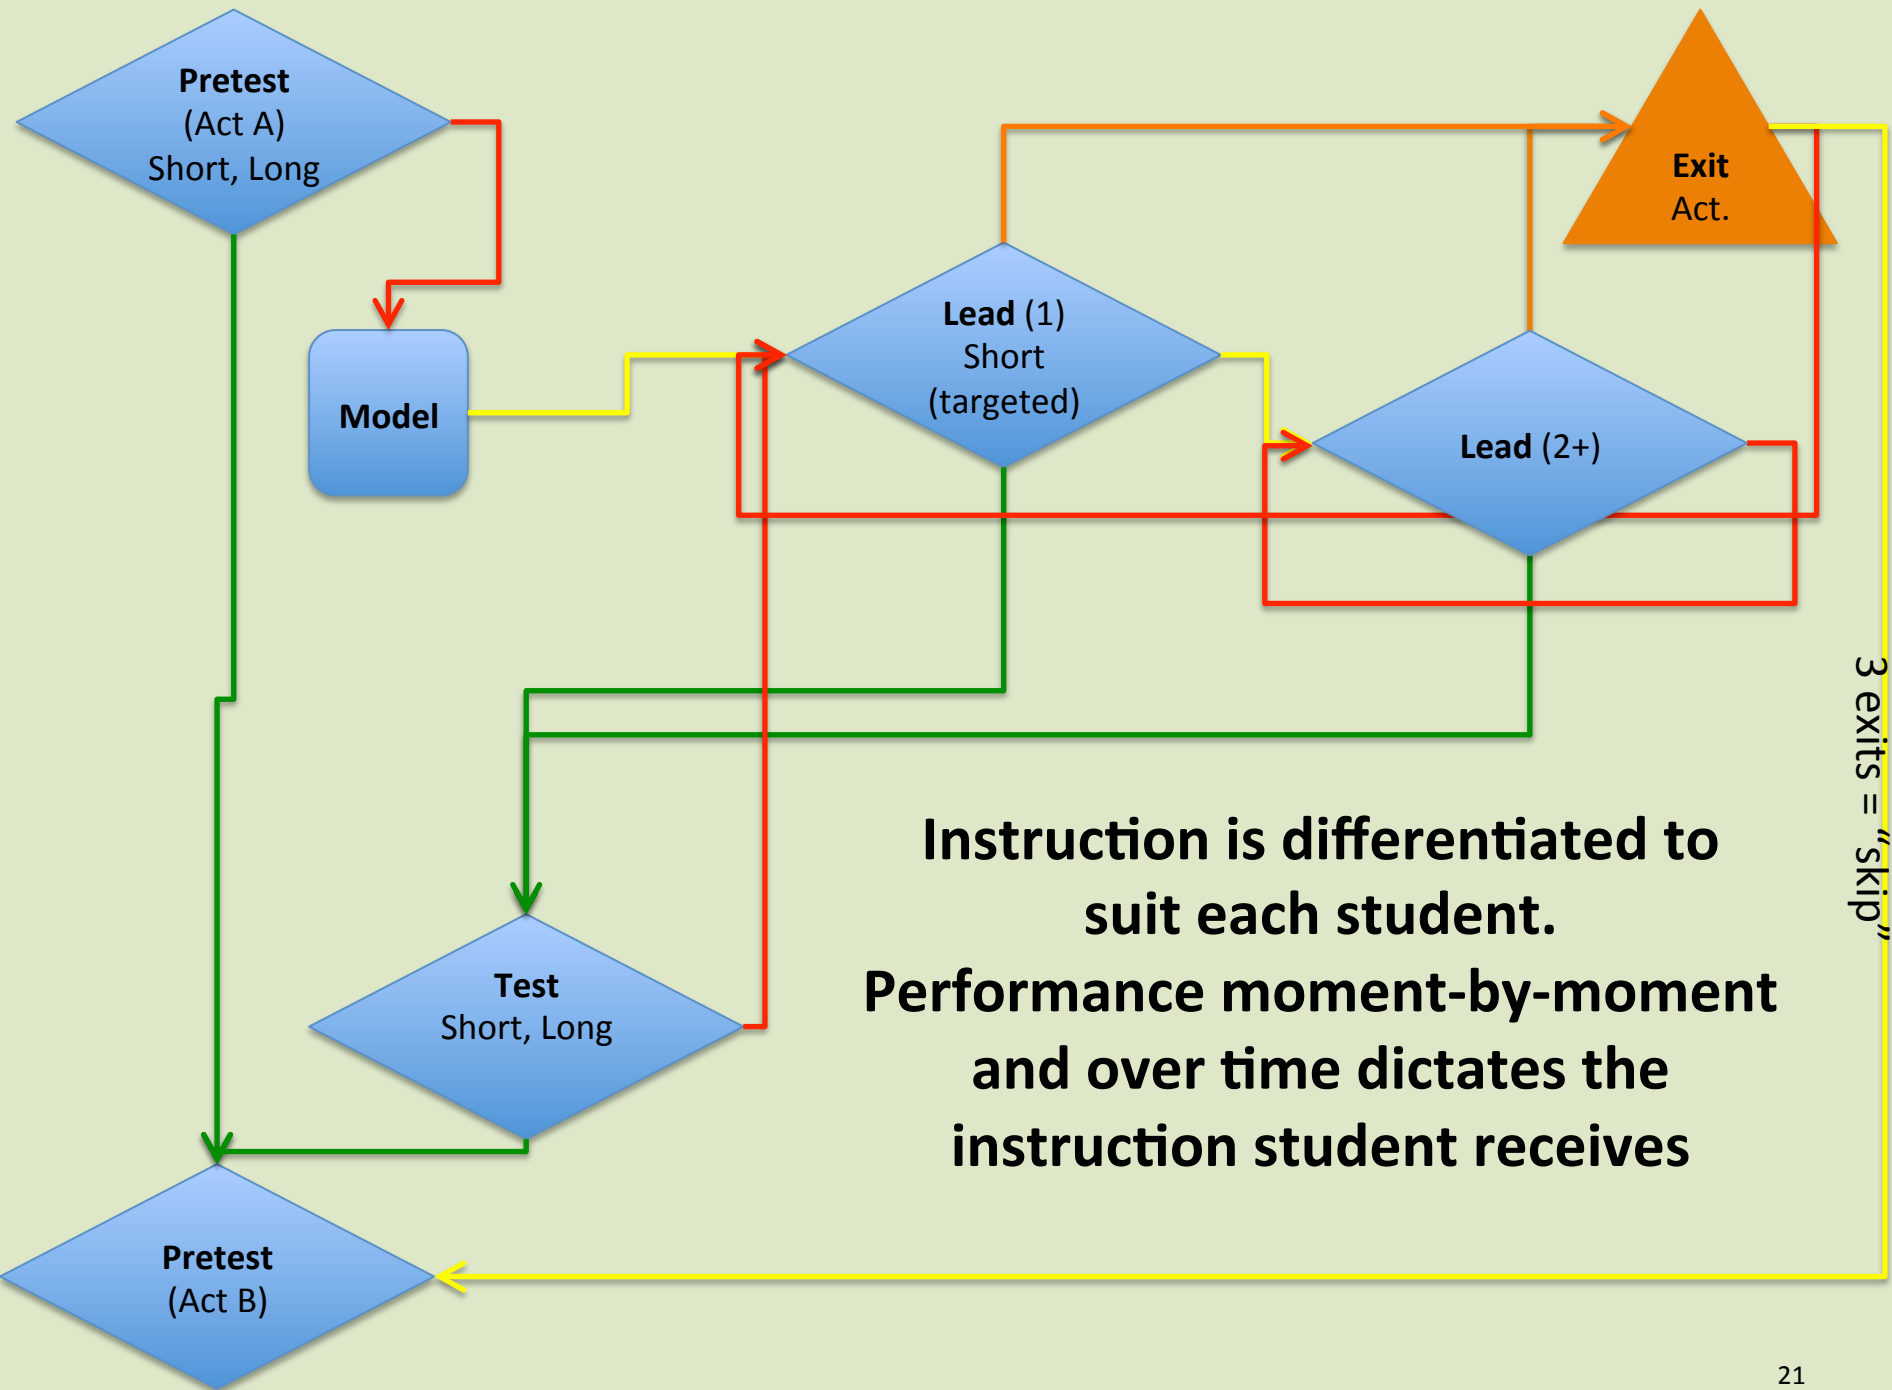 Pretest
(Act A)
Short, Long
Exit
Act.
Lead (1)
Short
(targeted)
Model
Lead (2+)
3 exits = “skip”
Instruction is differentiated to
suit each student.
Performance moment-by-moment
and over time dictates the
instruction student receives
Test
Short, Long
Pretest
(Act B)
21